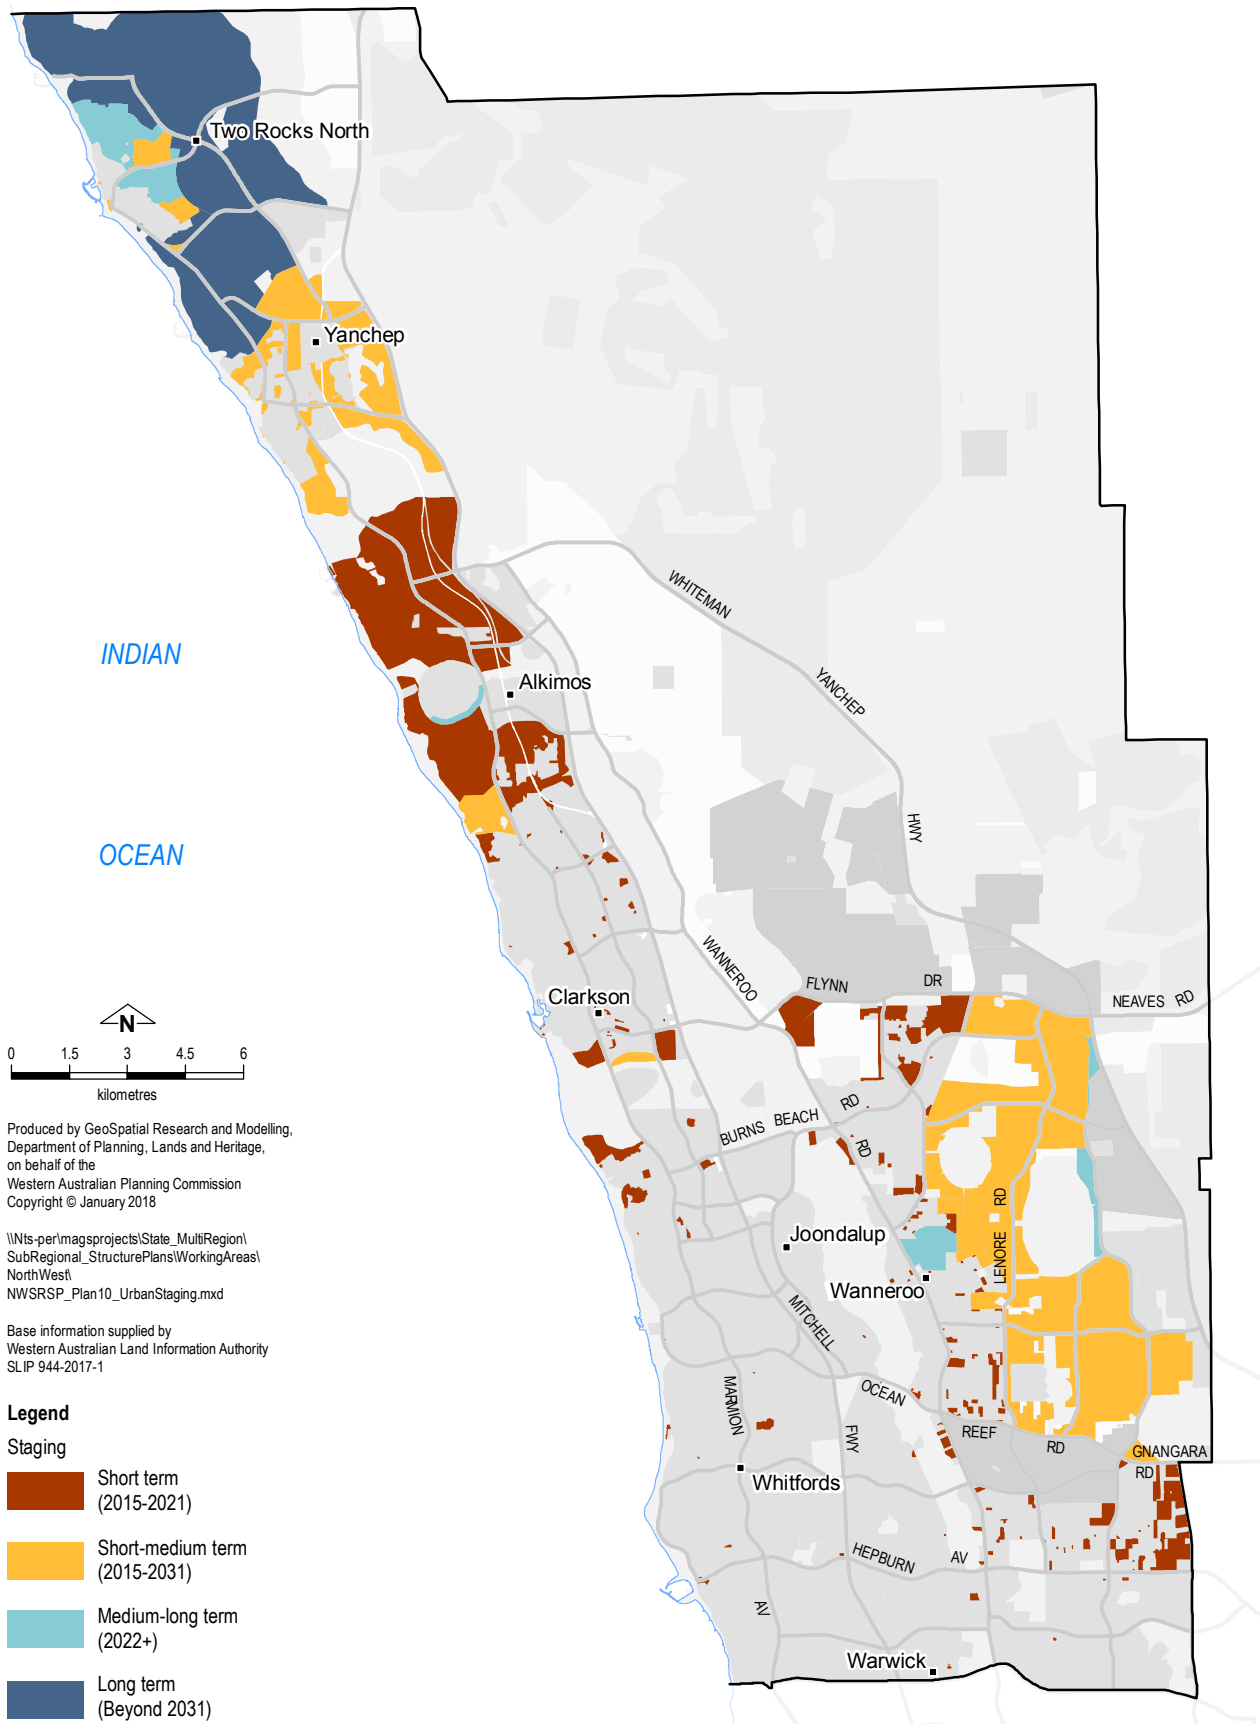 Two Rocks North
Yanchep
WHITEMAN
YANCHEP
HWY
INDIAN
Alkimos
OCEAN
WANNEROO
FLYNN
DR
NEAVES RD
Clarkson
N
0 1.5 3 4.5 6
kilometres
BURNS BEACH RD
RD
LENORE RD
Joondalup
Wanneroo
MITCHELL
FWY
MARMION
AV
OCEAN
REEF
RD
GNANGARA
RD
Whitfords
HEPBURN
AV
Warwick
Produced by GeoSpatial Research and Modelling,
Department of Planning, Lands and Heritage,
on behalf of the
Western Australian Planning Commission
Copyright © January 2018
\\Nts-per\magsprojects\State_MultiRegion\
SubRegional_StructurePlans\WorkingAreas\
NorthWest\
NWSRSP_Plan10_UrbanStaging.mxd
Base information supplied by
Western Australian Land Information Authority
SLIP 944-2017-1
Legend
Staging
Short term
(2015-2021)
Short-medium term
(2015-2031)
Medium-long term
(2022+)
Long term
(Beyond 2031)